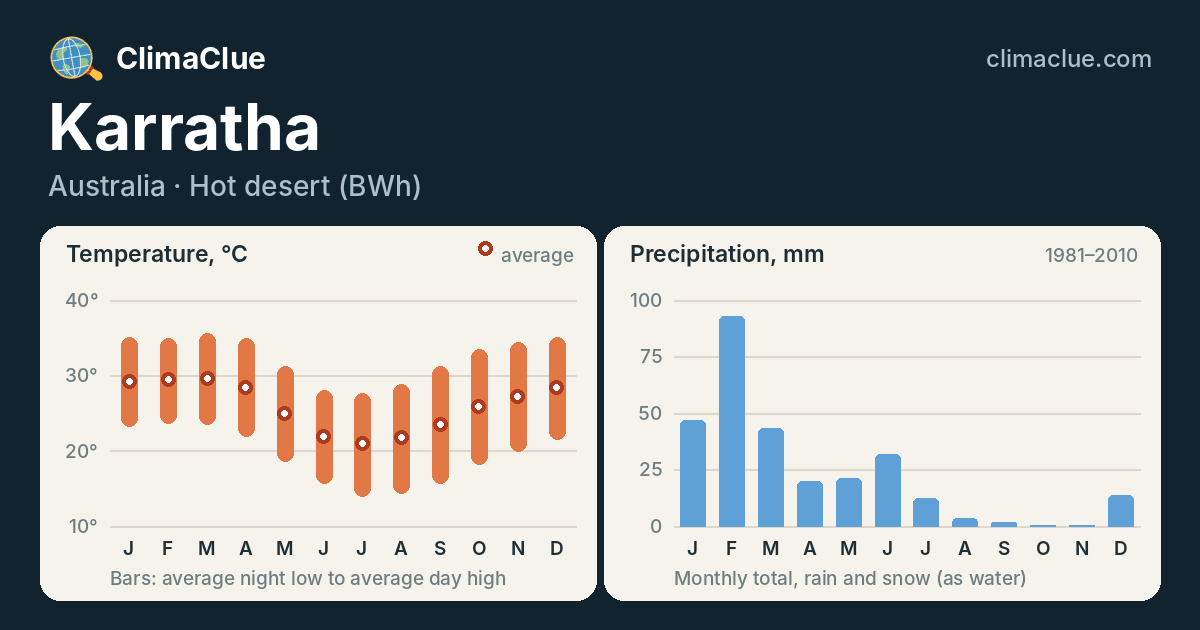 ClimaClue
climaclue.com
Karratha
Australia · Hot desert (BWh)
Temperature, °C
average
40°
30°
20°
10°
J F M A M J J A S O N D
Bars: average night low to average day high
Precipitation, mm
1981–2010
100
75
50
25
0
J F M A M J J A S O N D
Monthly total, rain and snow (as water)